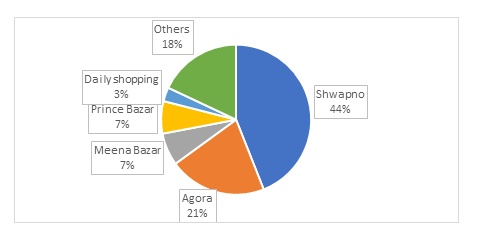 Others
18%
Daily shopping
3%
Shwapno
44%
Prince Bazar
7%
Meena Bazar
7%
Agora
21%